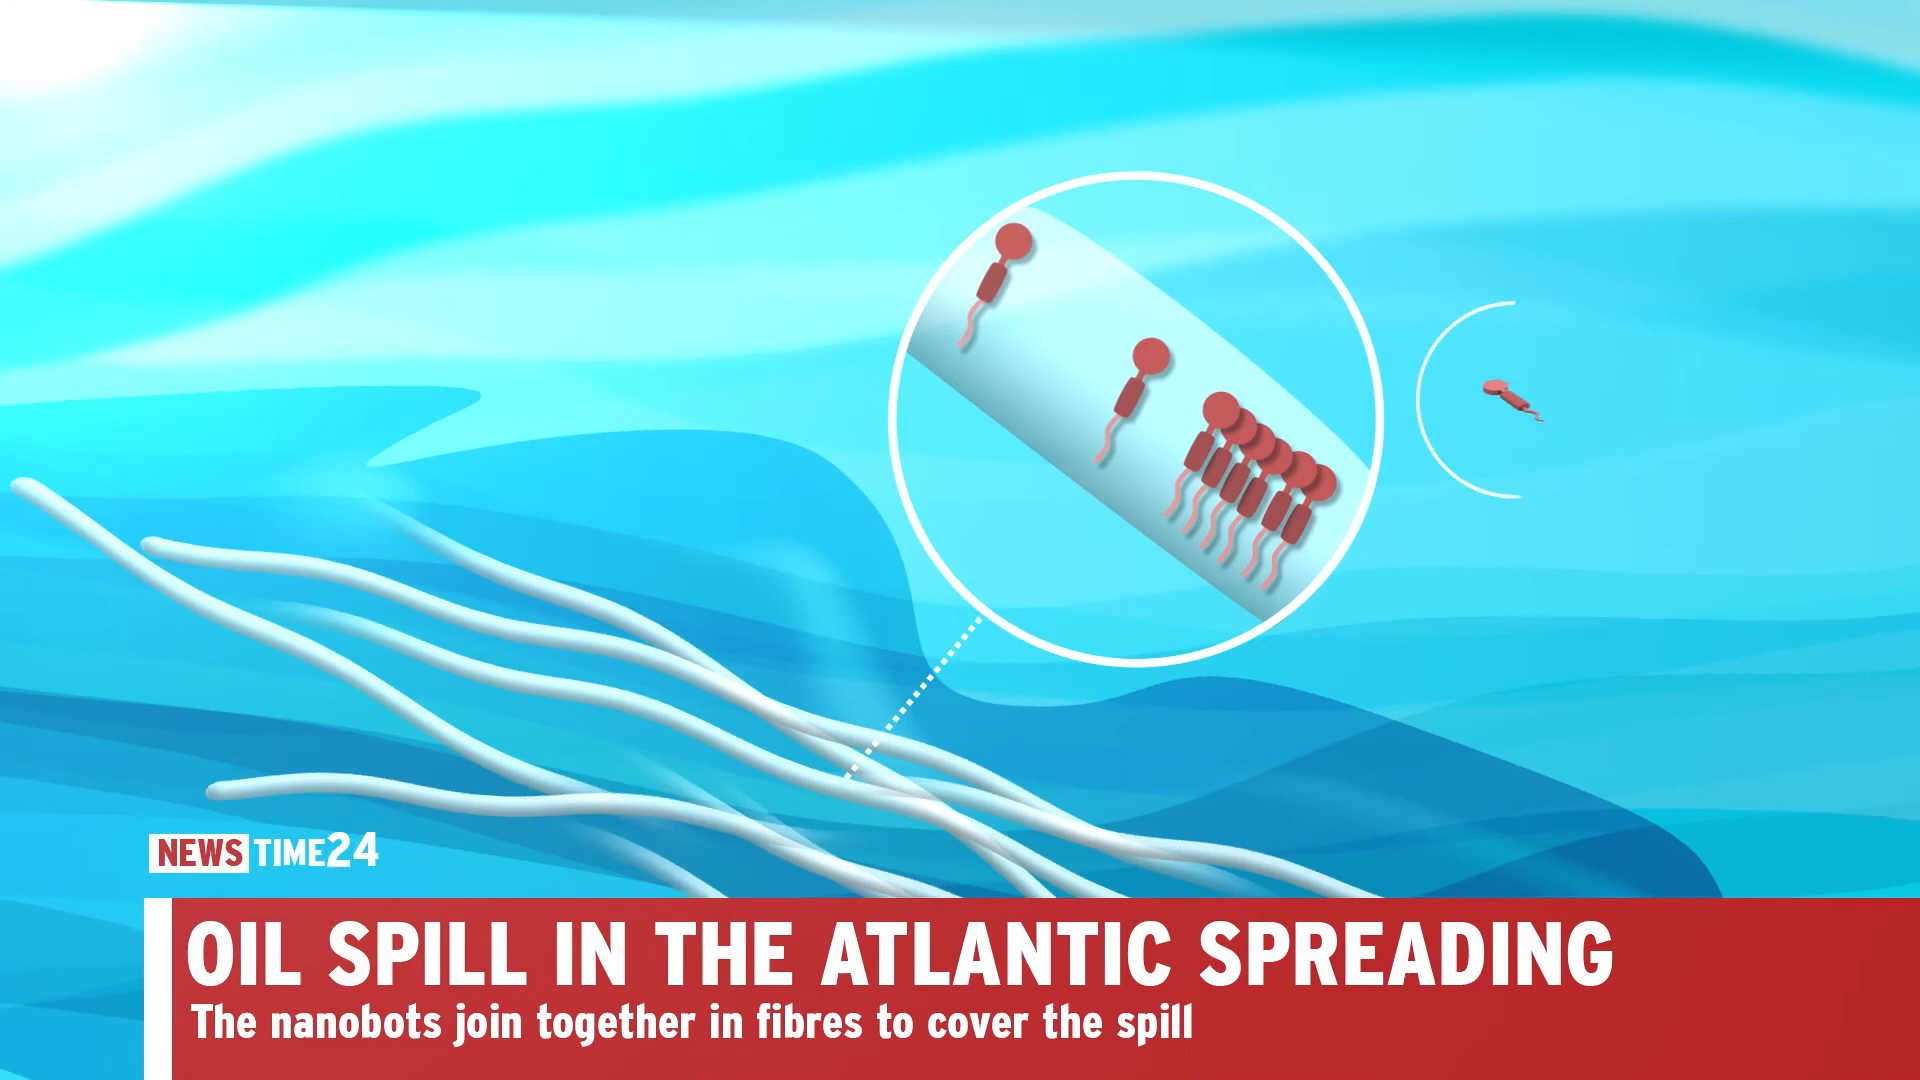 NEWS TIME24
OIL SPILL IN THE ATLANTIC SPREADING
The nanobots join together in fibres to cover the spill